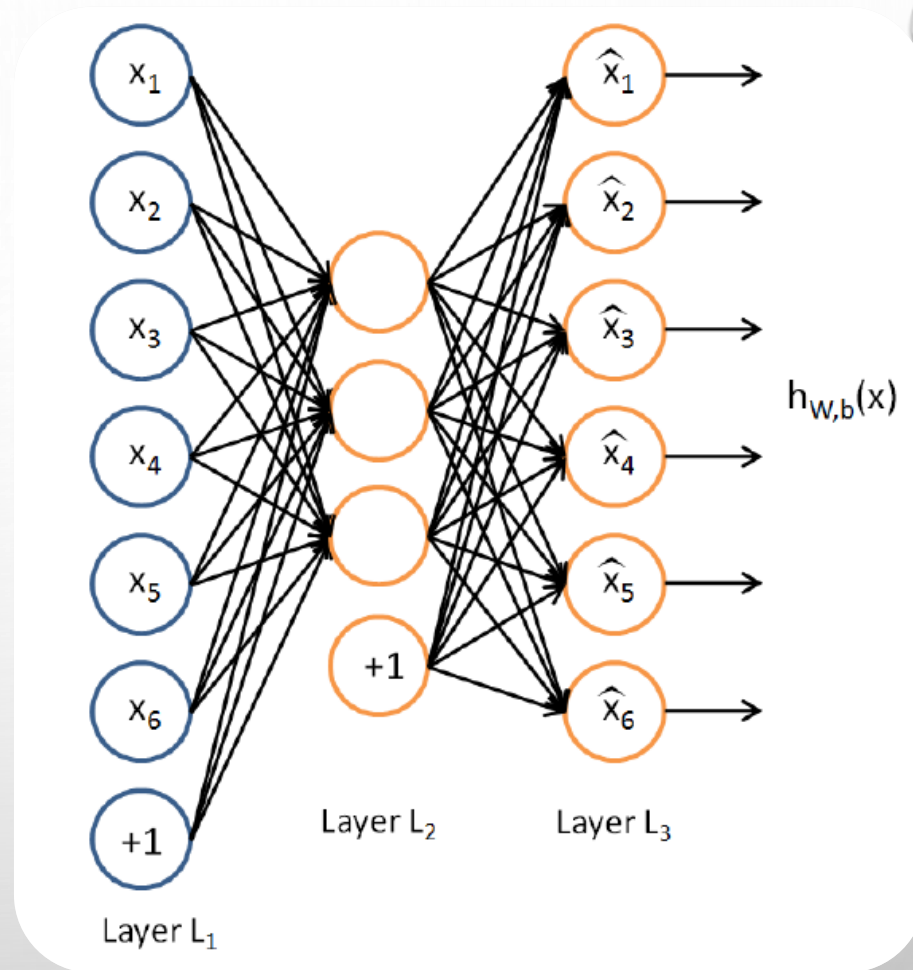 x₁
x₂
x₃
x₄
x₅
x₆
+1
Layer L₁
+1
Layer L₂
x̂₁
x̂₂
x̂₃
x̂₄
x̂₅
x̂₆
Layer L₃
h_{W,b}(x)